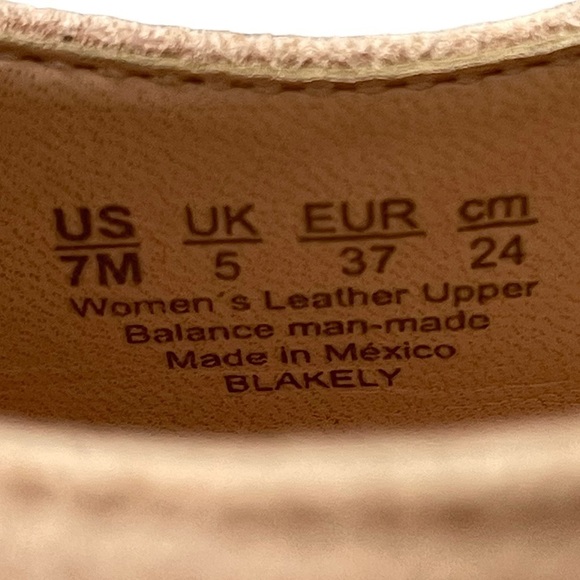 US UK EUR cm
7M 5 37 24
Women's Leather Upper
Balance man-made
Made in México
BLAKELY